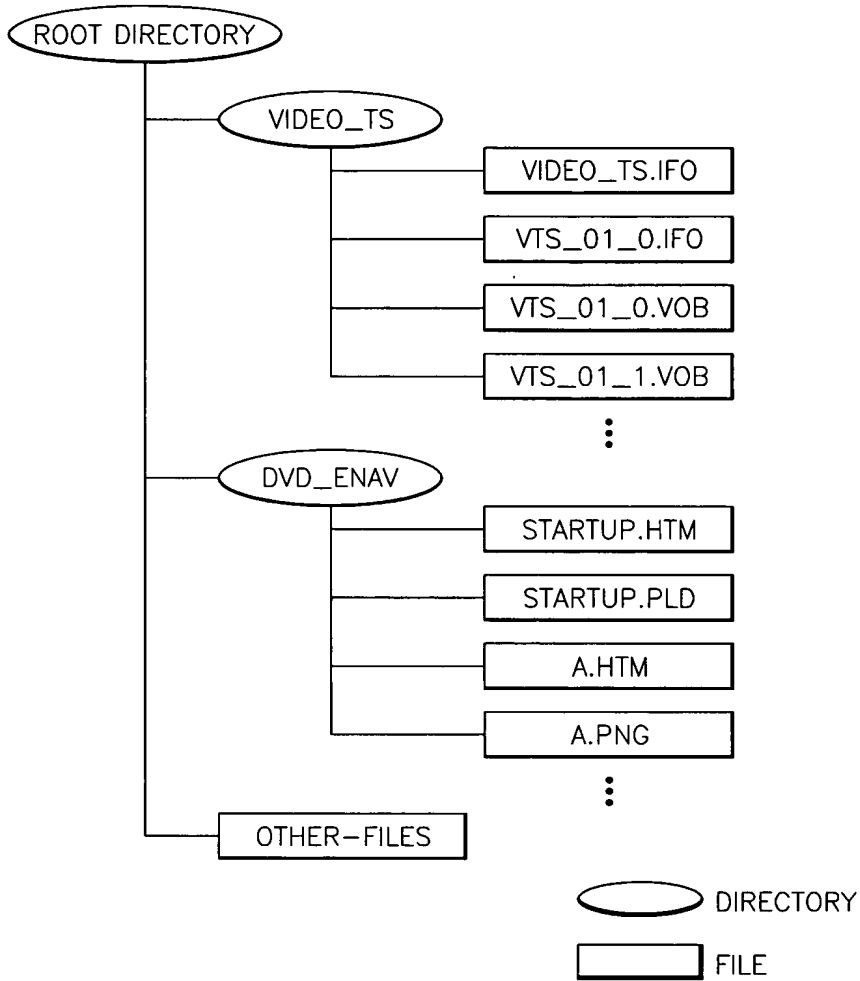 ROOT DIRECTORY
VIDEO_TS
VIDEO_TS.IFO
VTS_01_0.IFO
VTS_01_0.VOB
VTS_01_1.VOB
DVD_ENAV
STARTUP.HTM
STARTUP.PLD
A.HTM
A.PNG
OTHER-FILES
DIRECTORY
FILE